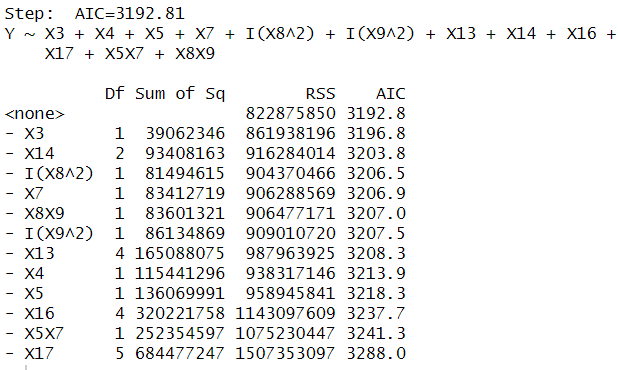 Step:  AIC=3192.81
Y ~ X3 + X4 + X5 + X7 + I(X8^2) + I(X9^2) + X13 + X14 + X16 +
    X17 + X5X7 + X8X9
          Df Sum of Sq        RSS    AIC
<none>                  822875850 3192.8
- X3       1  39062346  861938196 3196.8
- X14      2  93408163  916284014 3203.8
- I(X8^2)  1  81494615  904370466 3206.5
- X7       1  83412719  906288569 3206.9
- X8X9     1  83601321  906477171 3207.0
- I(X9^2)  1  86134869  909010720 3207.5
- X13      4 165088075  987963925 3208.3
- X4       1 115441296  938317146 3213.9
- X5       1 136069991  958945841 3218.3
- X16      4 320221758 1143097609 3237.7
- X5X7     1 252354597 1075230447 3241.3
- X17      5 684477247 1507353097 3288.0